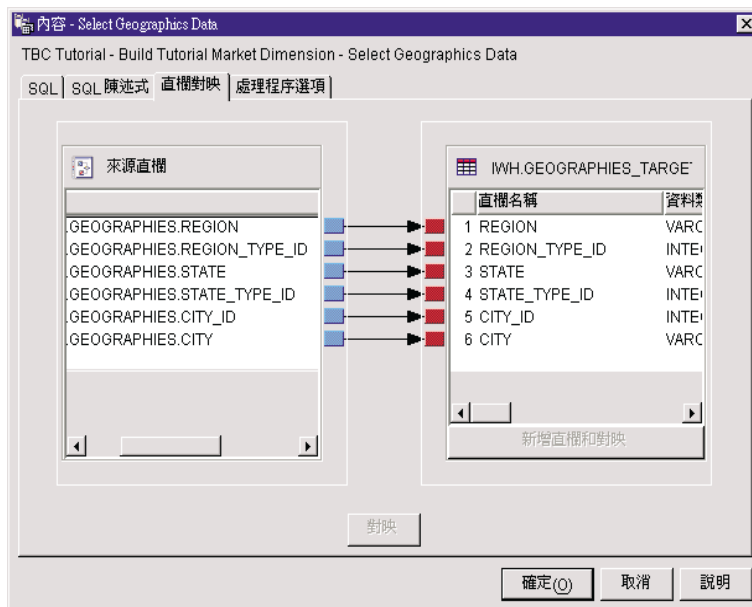 內容 - Select Geographics Data
TBC Tutorial - Build Tutorial Market Dimension - Select Geographics Data
SQL SQL 陳述式 直欄對映 處理程序選項
來源直欄
.GEOGRAPHIES.REGION
.GEOGRAPHIES.REGION_TYPE_ID
.GEOGRAPHIES.STATE
.GEOGRAPHIES.STATE_TYPE_ID
.GEOGRAPHIES.CITY_ID
.GEOGRAPHIES.CITY
IWH.GEOGRAPHIES_TARGET
直欄名稱 資料類
1 REGION VARC
2 REGION_TYPE_ID INTE
3 STATE VARC
4 STATE_TYPE_ID INTE
5 CITY_ID INTE
6 CITY VARC
新增直欄和對映
對映
確定(O) 取消 說明